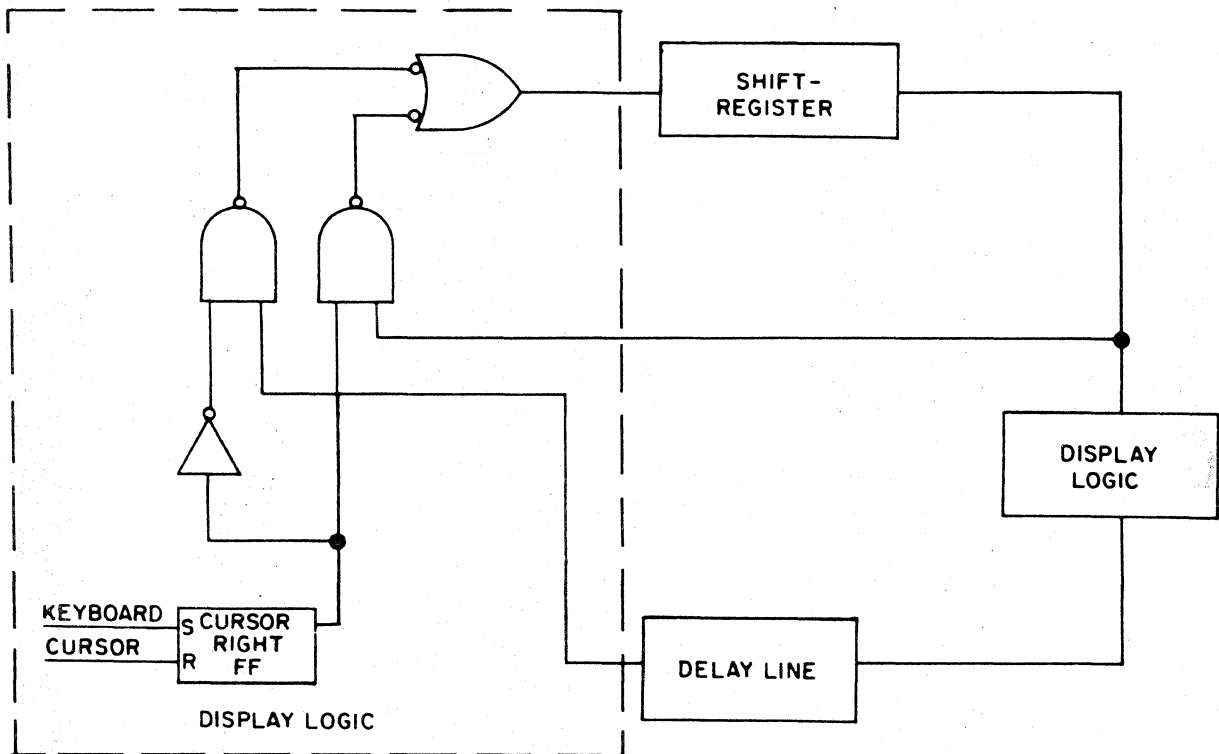 SHIFT-
REGISTER
DISPLAY
LOGIC
KEYBOARD
CURSOR
S
R
CURSOR
RIGHT
FF
DELAY LINE
DISPLAY LOGIC